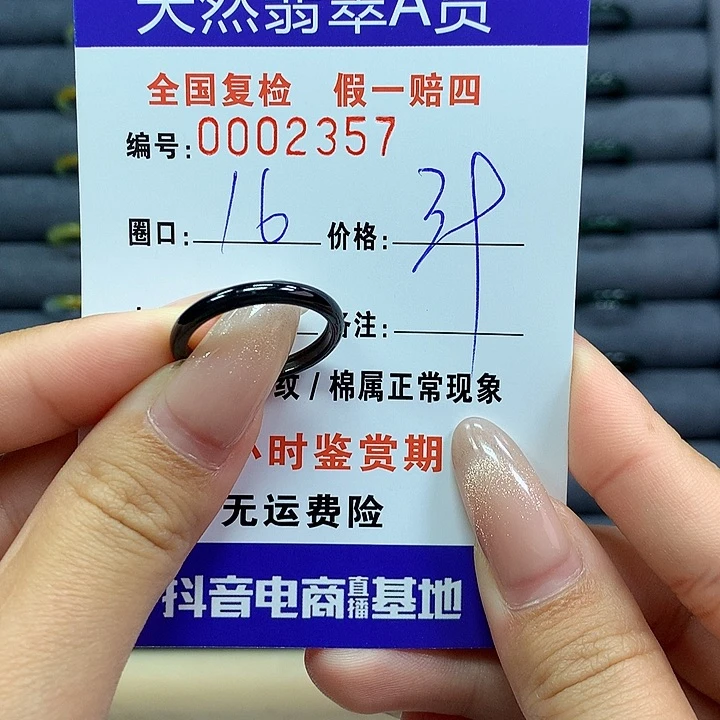 天然翡翠A货
全国复检 假一赔四
编号:0002357
圈口: 16 价格:
备注:
纹/棉属正常现象
小时鉴赏期
无运费险
抖音电商直播基地